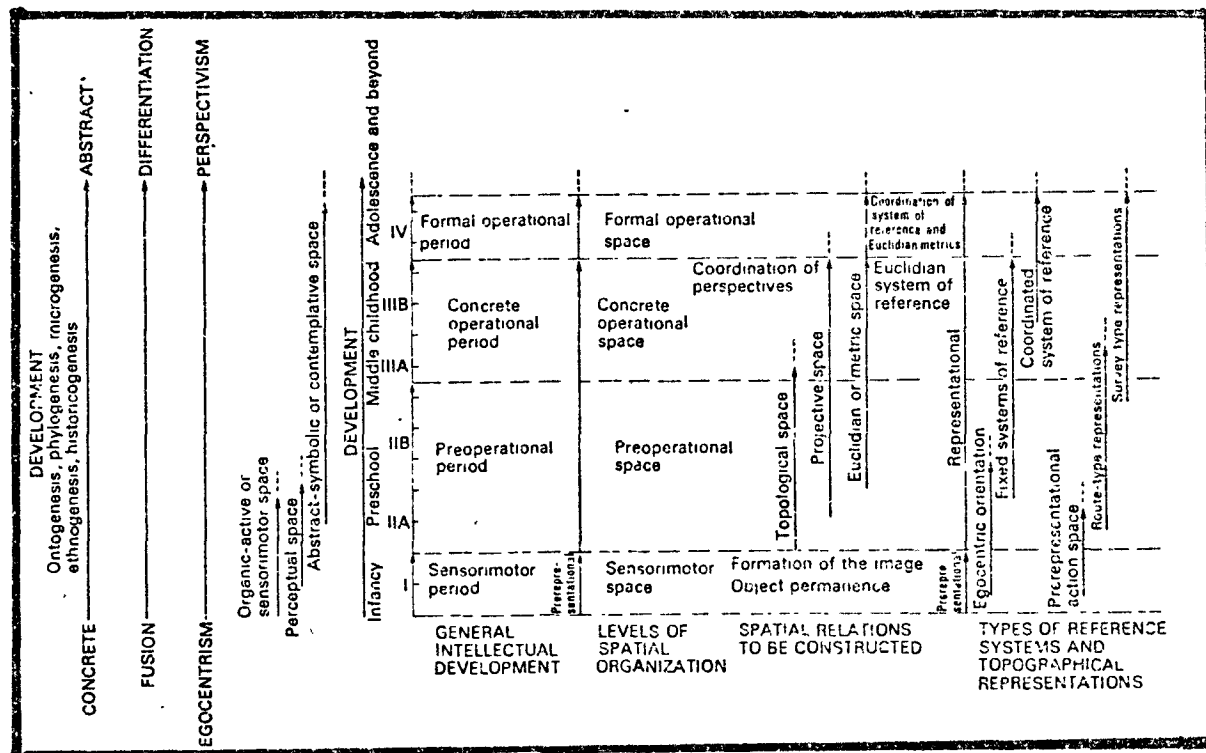 DEVELOPMENT
Ontogenesis, phylogenesis, microgenesis,
ethnogenesis, historicogenesis
CONCRETE
ABSTRACT
FUSION
DIFFERENTIATION
EGOCENTRISM
PERSPECTIVISM
Organic-active or
sensorimotor space
Perceptual space
Abstract-symbolic or contemplative space
DEVELOPMENT
Infancy
Preschool
Middle childhood
Adolescence and beyond
I
IIA
IIB
IIIA
IIIB
IV
Formal operational
period
Concrete
operational
period
Preoperational
period
Sensorimotor
period
Prerepre-
sentational
GENERAL
INTELLECTUAL
DEVELOPMENT
Formal operational
space
Concrete
operational
space
Preoperational
space
Sensorimotor
space
LEVELS OF
SPATIAL
ORGANIZATION
Coordination of
perspectives
Topological space
Projective space
Euclidian or metric space
Coordination of
system of
reference and
Euclidian metrics
Euclidian
system of
reference
Formation of the image
Object permanence
SPATIAL RELATIONS
TO BE CONSTRUCTED
Prerepre-
sentational
Representational
Egocentric orientation
Fixed systems of reference
Coordinated
system of reference
Prerepresentational
action space
Route-type representations
Survey type representations
TYPES OF REFERENCE
SYSTEMS AND
TOPOGRAPHICAL
REPRESENTATIONS